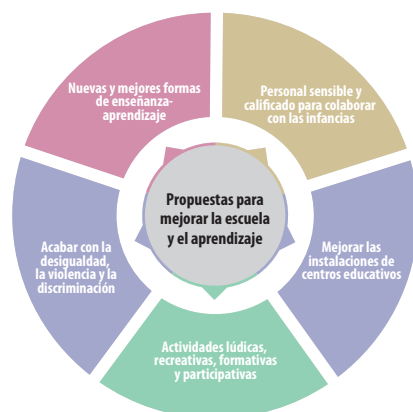 Nuevas y mejores formas
de enseñanza-
aprendizaje
Personal sensible y
calificado para colaborar
con las infancias
Propuestas para
mejorar la escuela
y el aprendizaje
Acabar con la
desigualdad,
la violencia y la
discriminación
Mejorar las
instalaciones de
centros educativos
Actividades lúdicas,
recreativas, formativas
y participativas